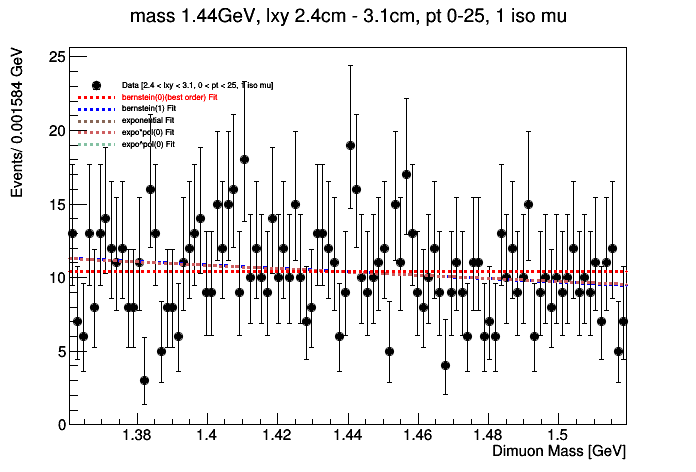 mass 1.44GeV, lxy 2.4cm - 3.1cm, pt 0-25, 1 iso mu
Events/ 0.001584 GeV
25
20
15
10
5
0
Data [2.4 < lxy < 3.1, 0 < pt < 25, 1 iso mu]
bernstein(0)(best order) Fit
bernstein(1) Fit
exponential Fit
expo*pol(0) Fit
expo^pol(0) Fit
1.38 1.4 1.42 1.44 1.46 1.48 1.5
Dimuon Mass [GeV]